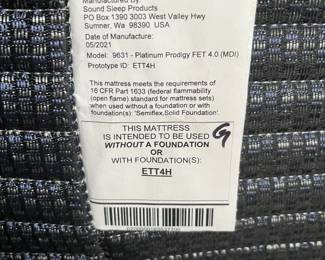 Manufactured by
Sound Sleep Products
PO Box 1390 3003 West Valley Hwy
Sumner, Wa 98390 USA
Date of Manufacture:
05/2021
Model: 9631 - Platinum Prodigy FET 4.0 (MDI)
Prototype ID: ETT4H
This mattress meets the requirements of
16 CFR Part 1633 (federal flammability
(open flame) standard for mattress sets)
when used without a foundation or with
foundation(s): 'Semiflex,Solid Foundation'.
THIS MATTRESS
IS INTENDED TO BE USED
WITHOUT A FOUNDATION
OR
WITH FOUNDATION(S):
ETT4H